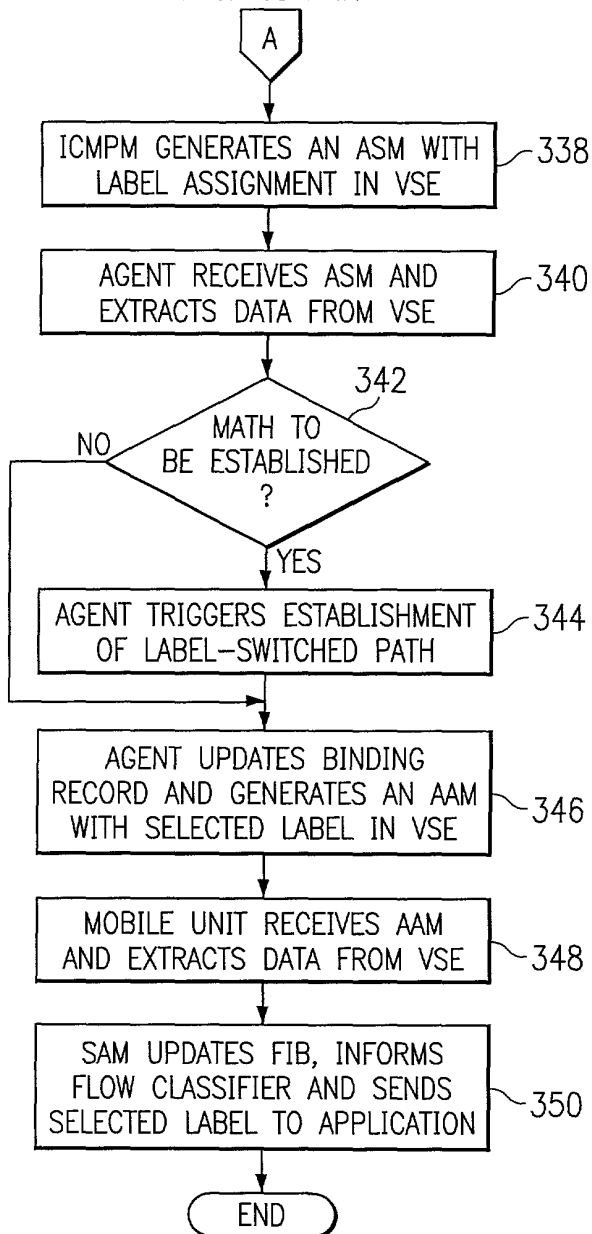 A
ICMPM GENERATES AN ASM WITH
LABEL ASSIGNMENT IN VSE
338
AGENT RECEIVES ASM AND
EXTRACTS DATA FROM VSE
340
342
MATH TO
BE ESTABLISHED
?
NO
YES
AGENT TRIGGERS ESTABLISHMENT
OF LABEL-SWITCHED PATH
344
AGENT UPDATES BINDING
RECORD AND GENERATES AN AAM
WITH SELECTED LABEL IN VSE
346
MOBILE UNIT RECEIVES AAM
AND EXTRACTS DATA FROM VSE
348
SAM UPDATES FIB, INFORMS
FLOW CLASSIFIER AND SENDS
SELECTED LABEL TO APPLICATION
350
END